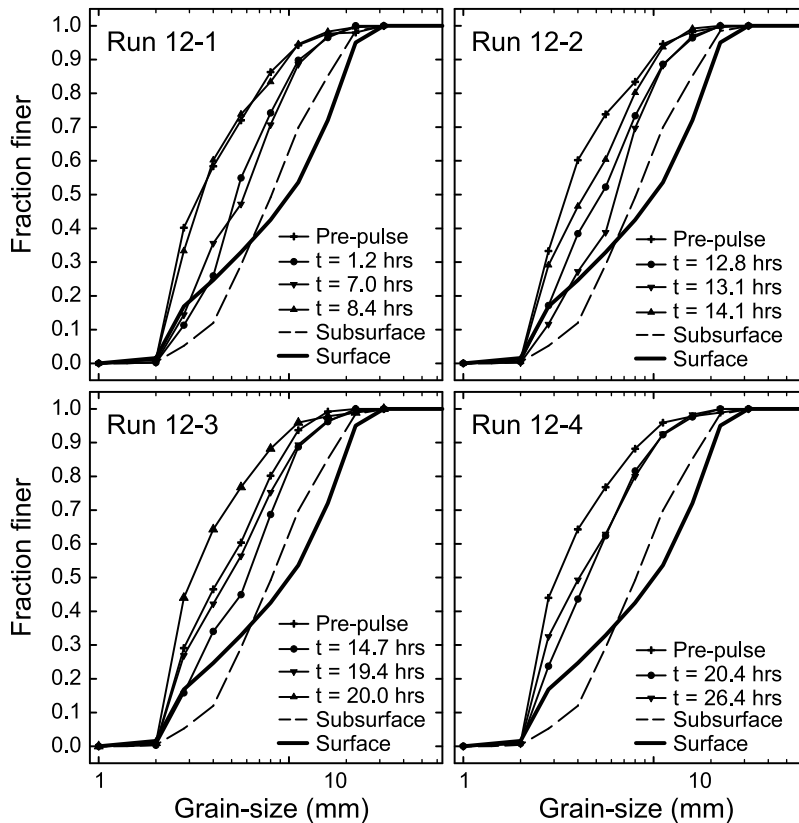 Run 12-1
Fraction finer
1.0
0.9
0.8
0.7
0.6
0.5
0.4
0.3
0.2
0.1
0.0
Pre-pulse
t = 1.2 hrs
t = 7.0 hrs
t = 8.4 hrs
Subsurface
Surface
Run 12-2
Pre-pulse
t = 12.8 hrs
t = 13.1 hrs
t = 14.1 hrs
Subsurface
Surface
Run 12-3
Fraction finer
1.0
0.9
0.8
0.7
0.6
0.5
0.4
0.3
0.2
0.1
0.0
Pre-pulse
t = 14.7 hrs
t = 19.4 hrs
t = 20.0 hrs
Subsurface
Surface
1
10
Grain-size (mm)
Run 12-4
Pre-pulse
t = 20.4 hrs
t = 26.4 hrs
Subsurface
Surface
1
10
Grain-size (mm)